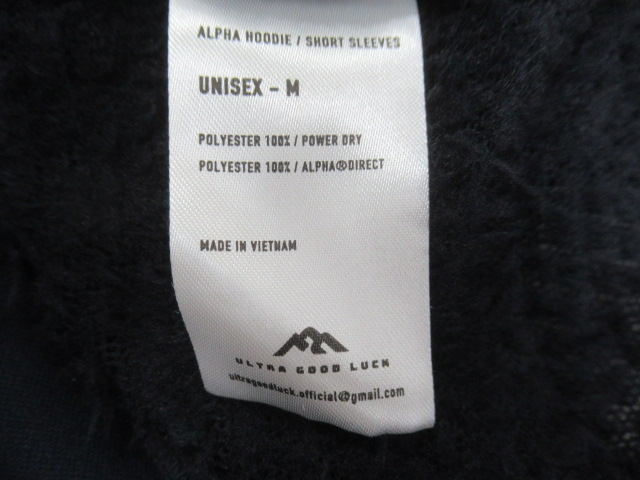 ALPHA HOODIE / SHORT SLEEVES
UNISEX - M
POLYESTER 100% / POWER DRY
POLYESTER 100% / ALPHA®DIRECT
MADE IN VIETNAM
ULTRA GOOD LUCK
ultragoodluck.official@gmail.com